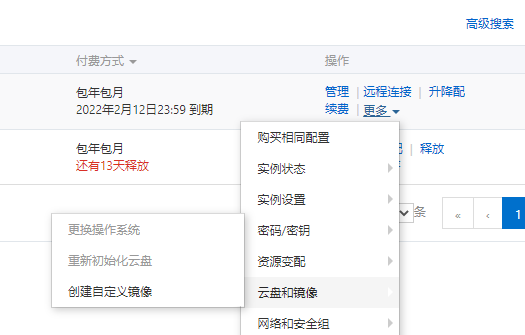 高级搜索
付费方式 操作
包年包月
2022年2月12日23:59 到期
管理 | 远程连接 | 升降配
续费 | 更多
包年包月
还有13天释放
配 | 释放
购买相同配置
实例状态
实例设置
密码/密钥
资源变配
云盘和镜像
网络和安全组
更换操作系统
重新初始化云盘
创建自定义镜像
条 « ‹ 1